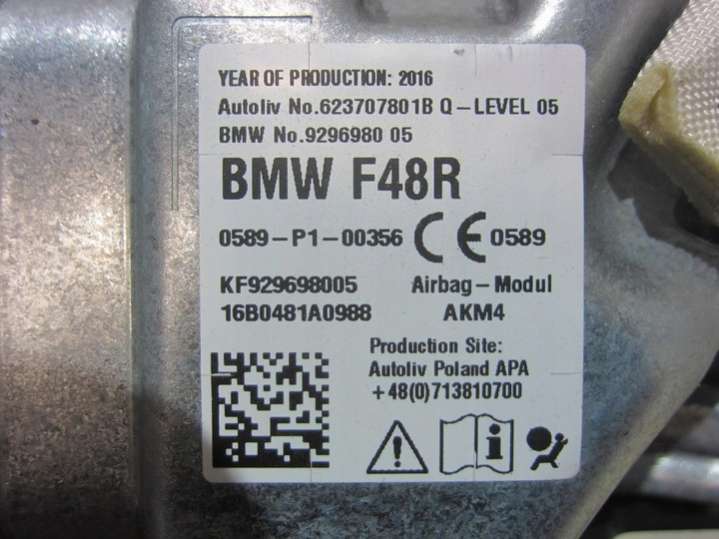 YEAR OF PRODUCTION: 2016
Autoliv No.623707801B Q-LEVEL 05
BMW No.9296980 05
BMW F48R
0589-P1-00356 CE 0589
KF929698005 Airbag-Modul
16B0481A0988 AKM4
Production Site:
Autoliv Poland APA
+48(0)713810700